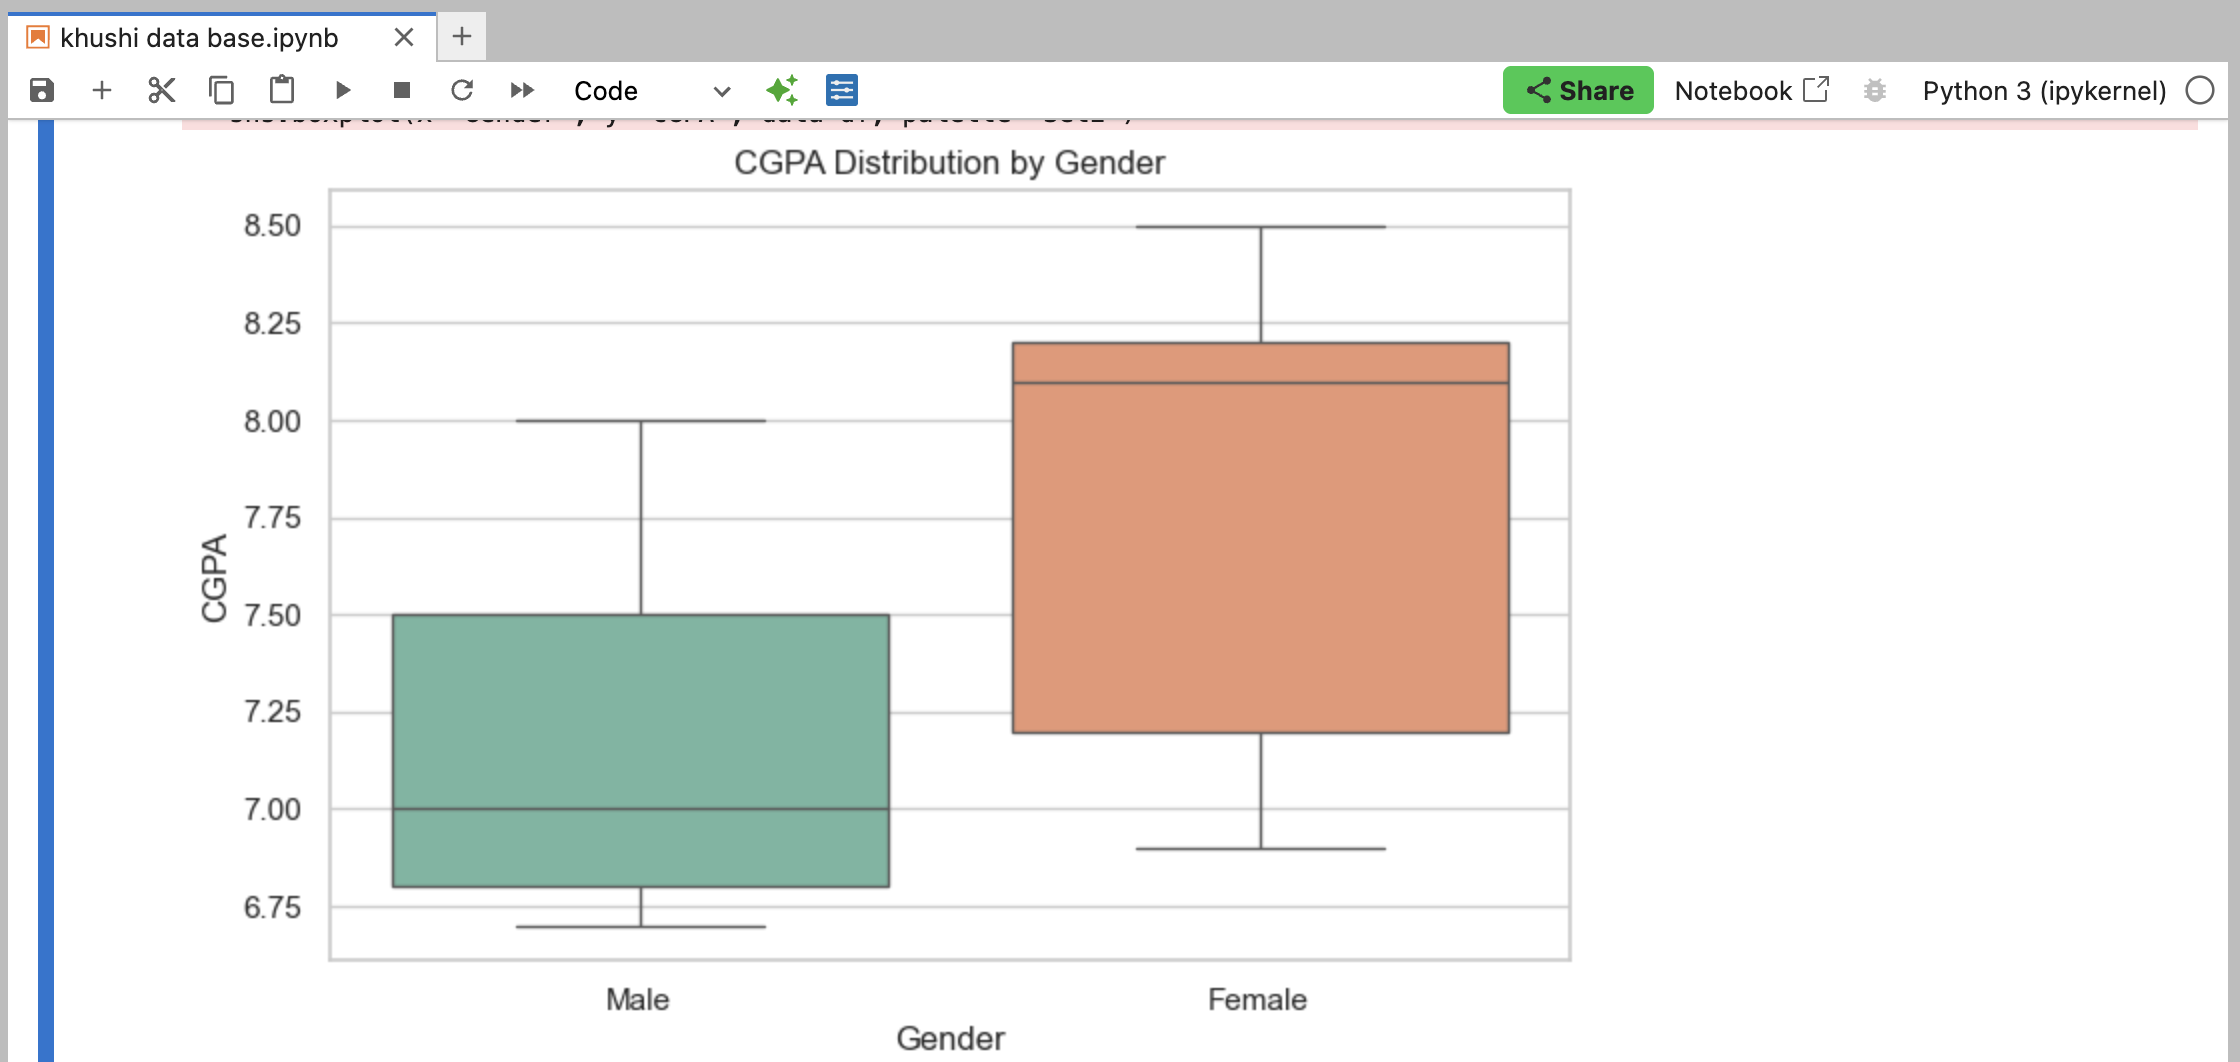 khushi data base.ipynb
Code
Share
Notebook
Python 3 (ipykernel)
CGPA Distribution by Gender
8.50
8.25
8.00
7.75
7.50
7.25
7.00
6.75
CGPA
Male
Female
Gender